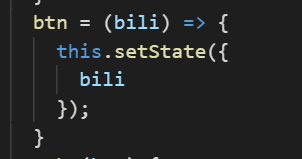 btn = (bili) => {
this.setState({
bili
});
}